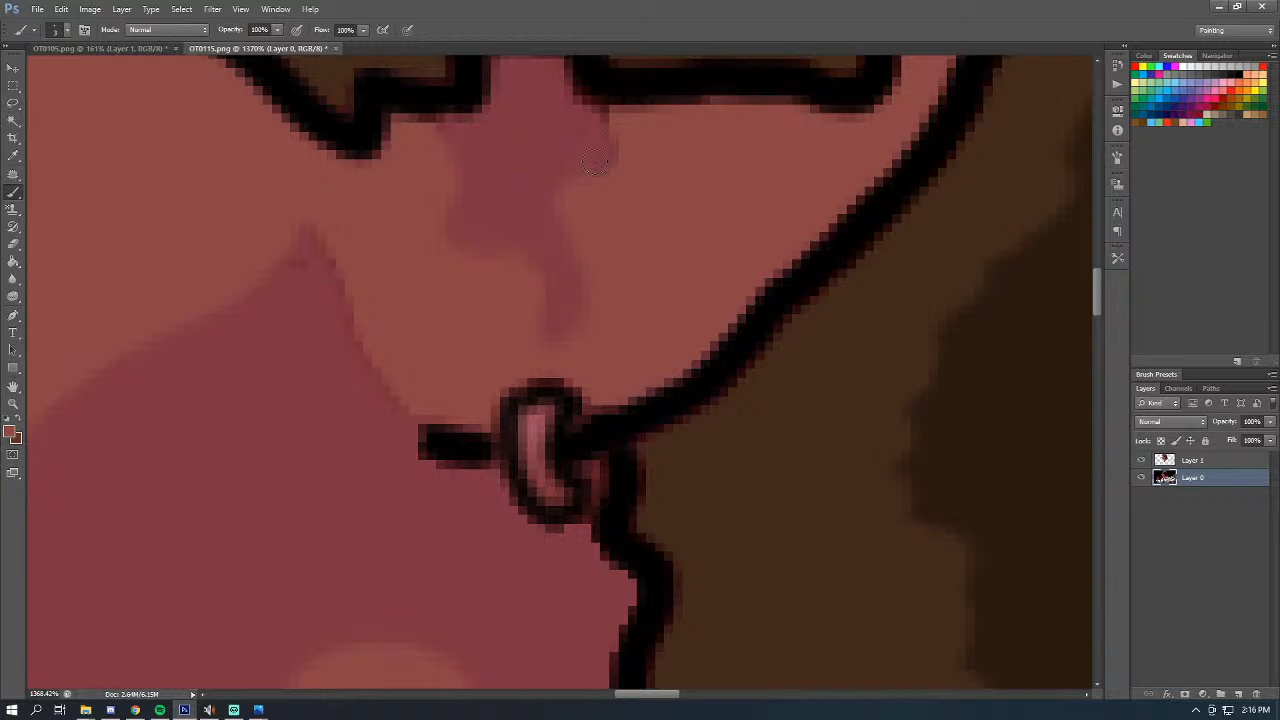 Ps File Edit Image Layer Type Select Filter View Window Help
3 Mode: Normal Opacity: 100% Flow: 100% Painting
OT0105.png @ 161% (Layer 1, RGB/8) * × OT0115.png @ 1370% (Layer 0, RGB/8) * ×
Color Swatches Navigator
Brush Presets
Layers Channels Paths
Kind
Normal Opacity: 100%
Locks: Fill: 100%
Layer 1
Layer 0
1368.42% Doc: 2.64M/6.15M
2:16 PM